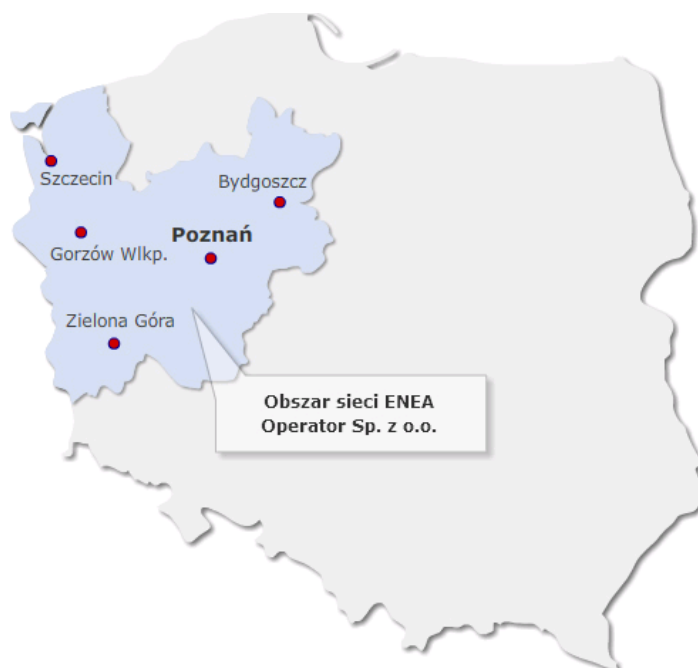 Szczecin
Bydgoszcz
Poznań
Gorzów Wlkp.
Zielona Góra
Obszar sieci ENEA
Operator Sp. z o.o.